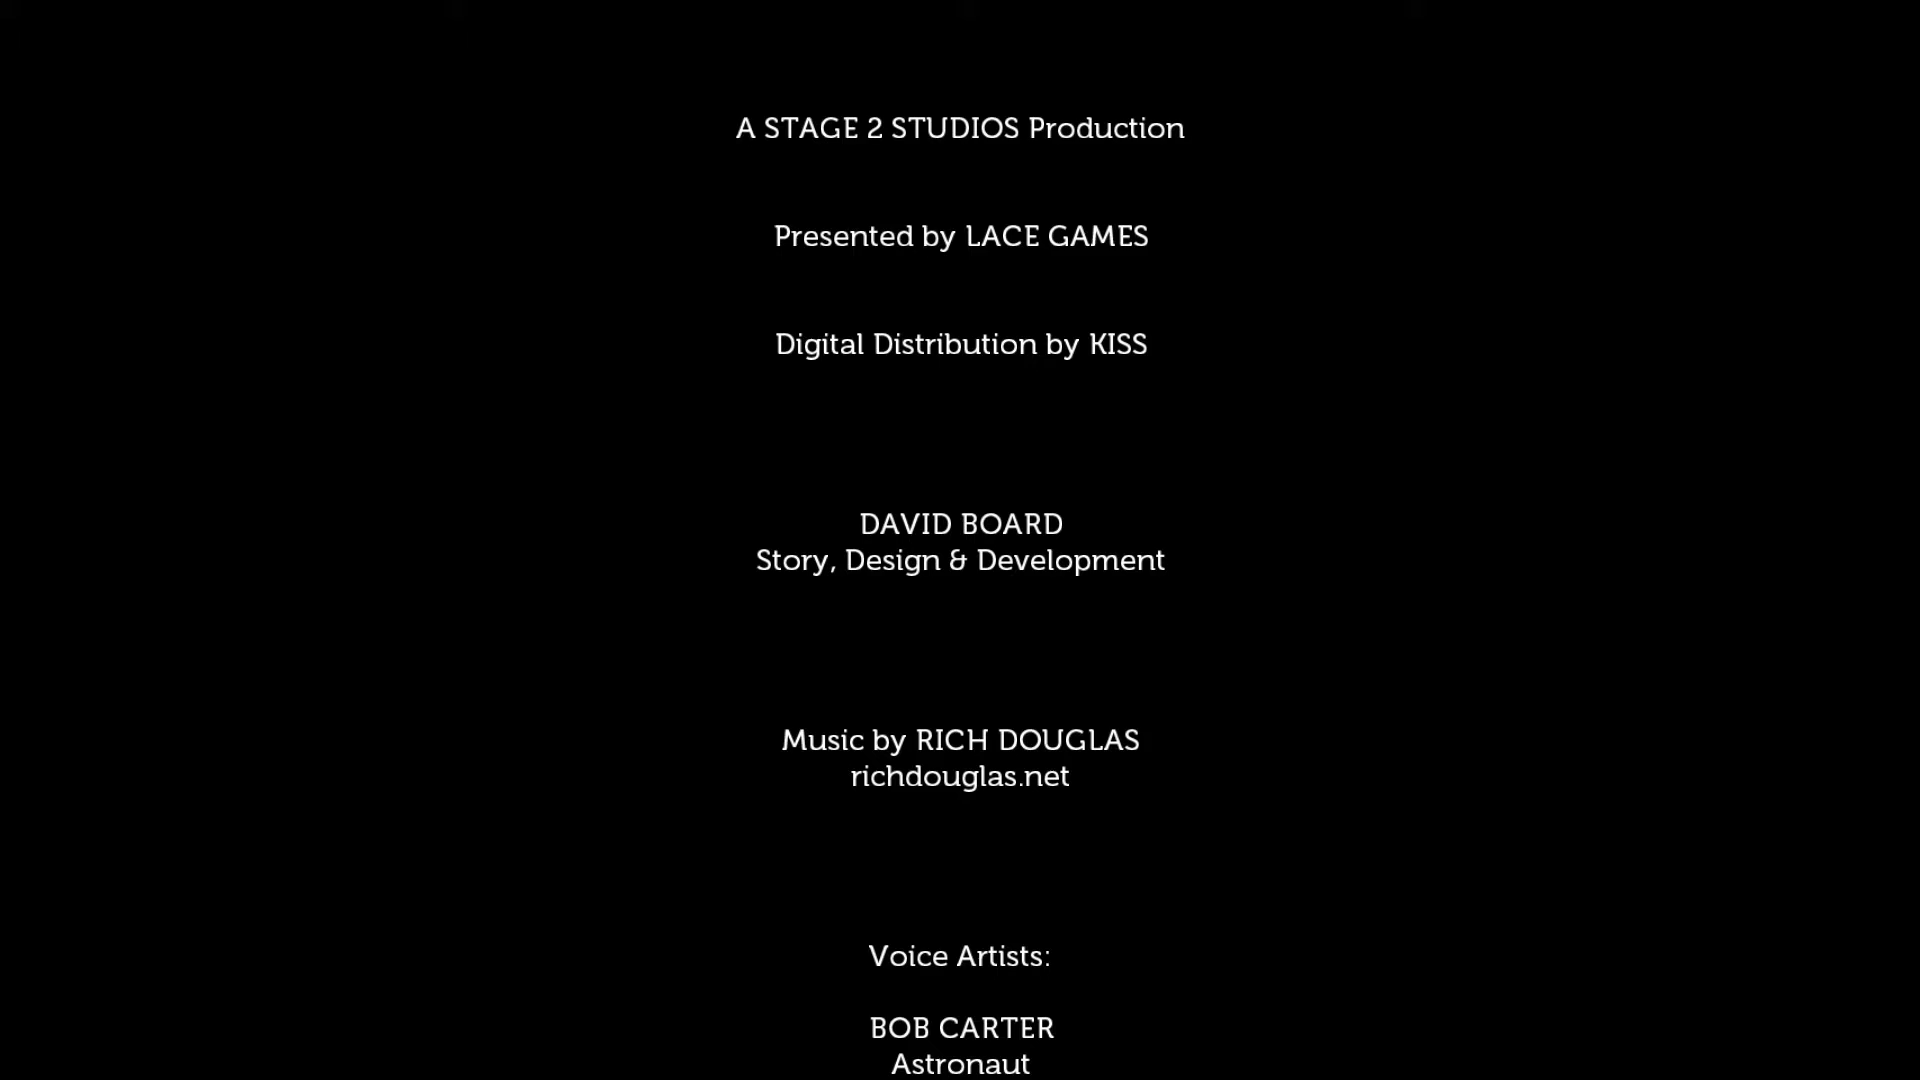 A STAGE 2 STUDIOS Production
Presented by LACE GAMES
Digital Distribution by KISS
DAVID BOARD
Story, Design & Development
Music by RICH DOUGLAS
richdouglas.net
Voice Artists:
BOB CARTER
Astronaut